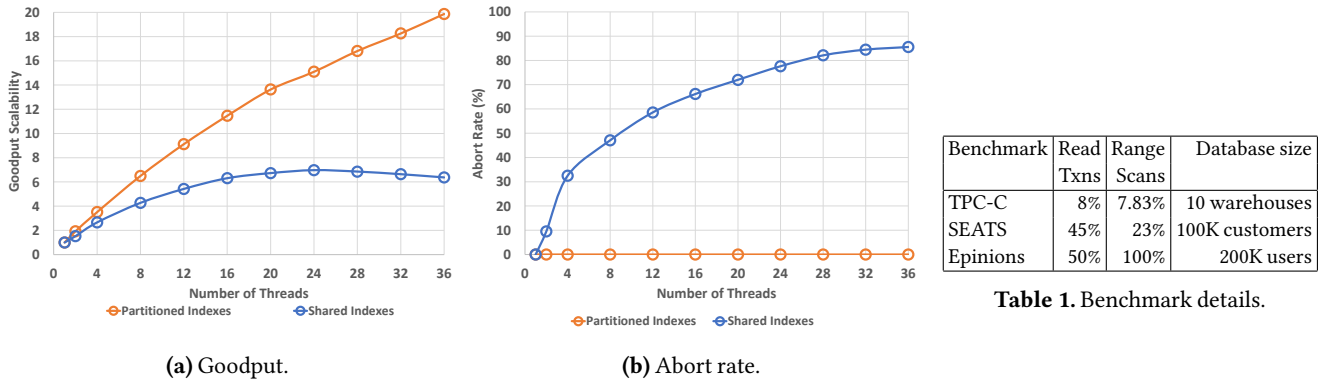 20
18
16
14
12
10
8
6
4
2
0
Goodput Scalability
0 4 8 12 16 20 24 28 32 36
Number of Threads
Partitioned Indexes Shared Indexes
(a) Goodput.
100
90
80
70
60
50
40
30
20
10
0
Abort Rate (%)
0 4 8 12 16 20 24 28 32 36
Number of Threads
Partitioned Indexes Shared Indexes
(b) Abort rate.
Benchmark Read Range Database size
Txns Scans
TPC-C 8% 7.83% 10 warehouses
SEATS 45% 23% 100K customers
Epinions 50% 100% 200K users
Table 1. Benchmark details.